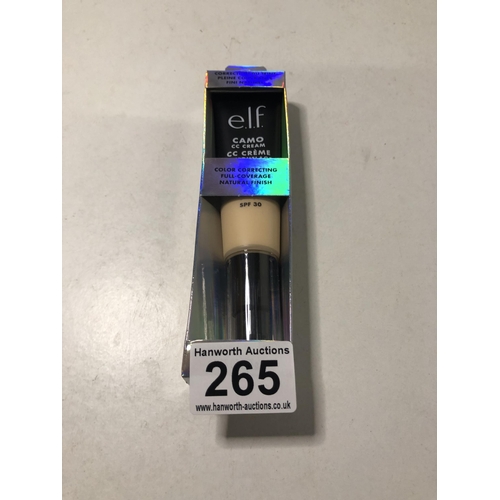 e.l.f.
CAMO
CC CREAM
CC CRÈME
COLOR CORRECTING
FULL-COVERAGE
NATURAL FINISH
SPF 30
Hanworth Auctions
265
www.hanworth-auctions.co.uk